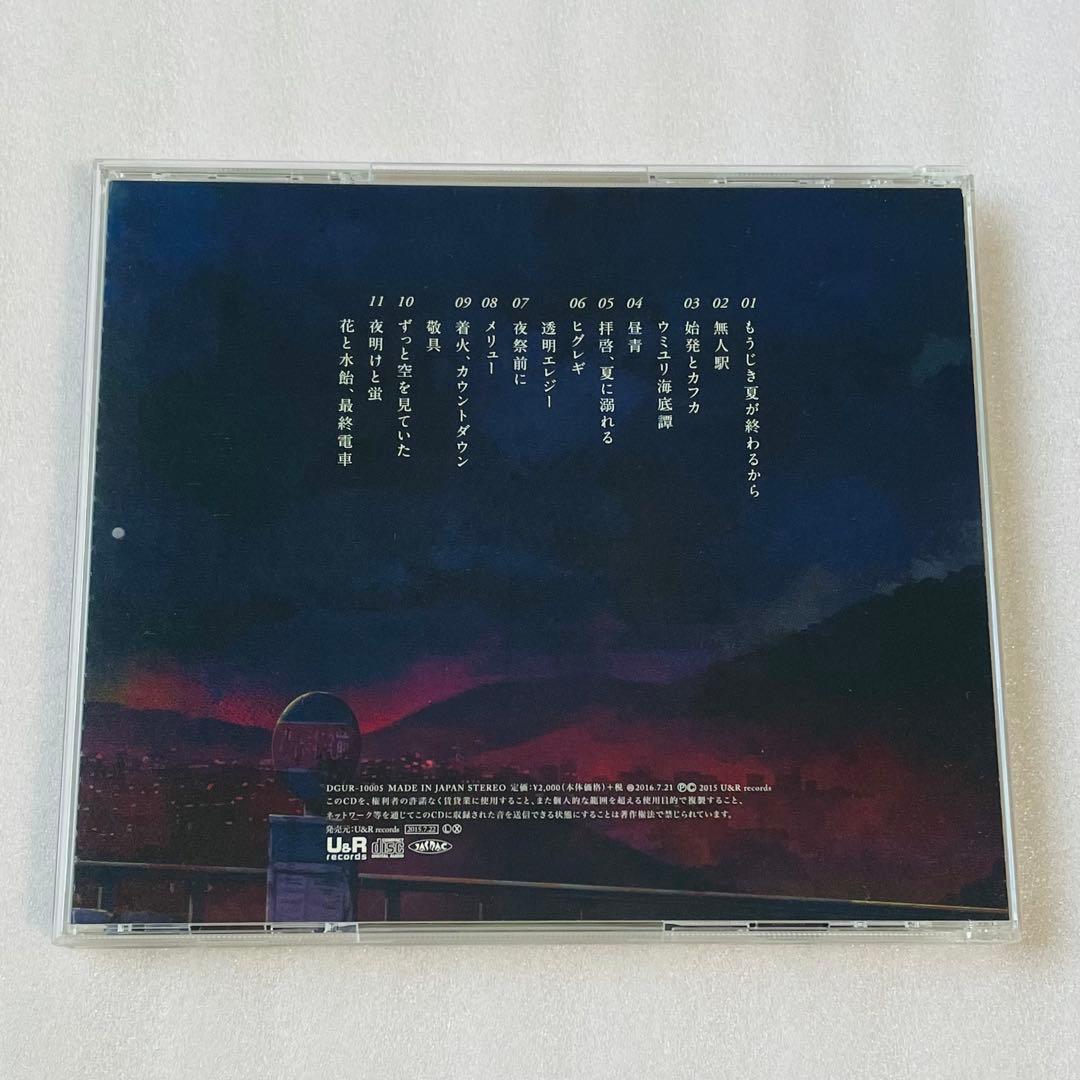 01 もうじき夏が終わるから
02 無人駅
03 始発とカフカ
ウミユリ海底譚
04 昼青
05 拝啓、夏に溺れる
06 ヒグレギ
透明エレジー
07 夜祭前に
08 メリュー
09 着火、カウントダウン
敬具
10 ずっと空を見ていた
11 夜明けと蛍
花と水飴、最終電車
DGUR-10005 MADE IN JAPAN STEREO 定価:¥2,000(本体価格)+税 Ⓡ2016.7.21 ⓅⒸ 2015 U&R records
このCDを、権利者の許諾なく賃貸業に使用すること、また個人的な範囲を超える使用目的で複製すること、
ネットワーク等を通じてこのCDに収録された音を送信できる状態にすることは著作権法で禁じられています。
発売元:U&R records 2015.7.22 Ⓛ Ⓧ
U&R records COMPACT disc DIGITAL AUDIO JASRAC